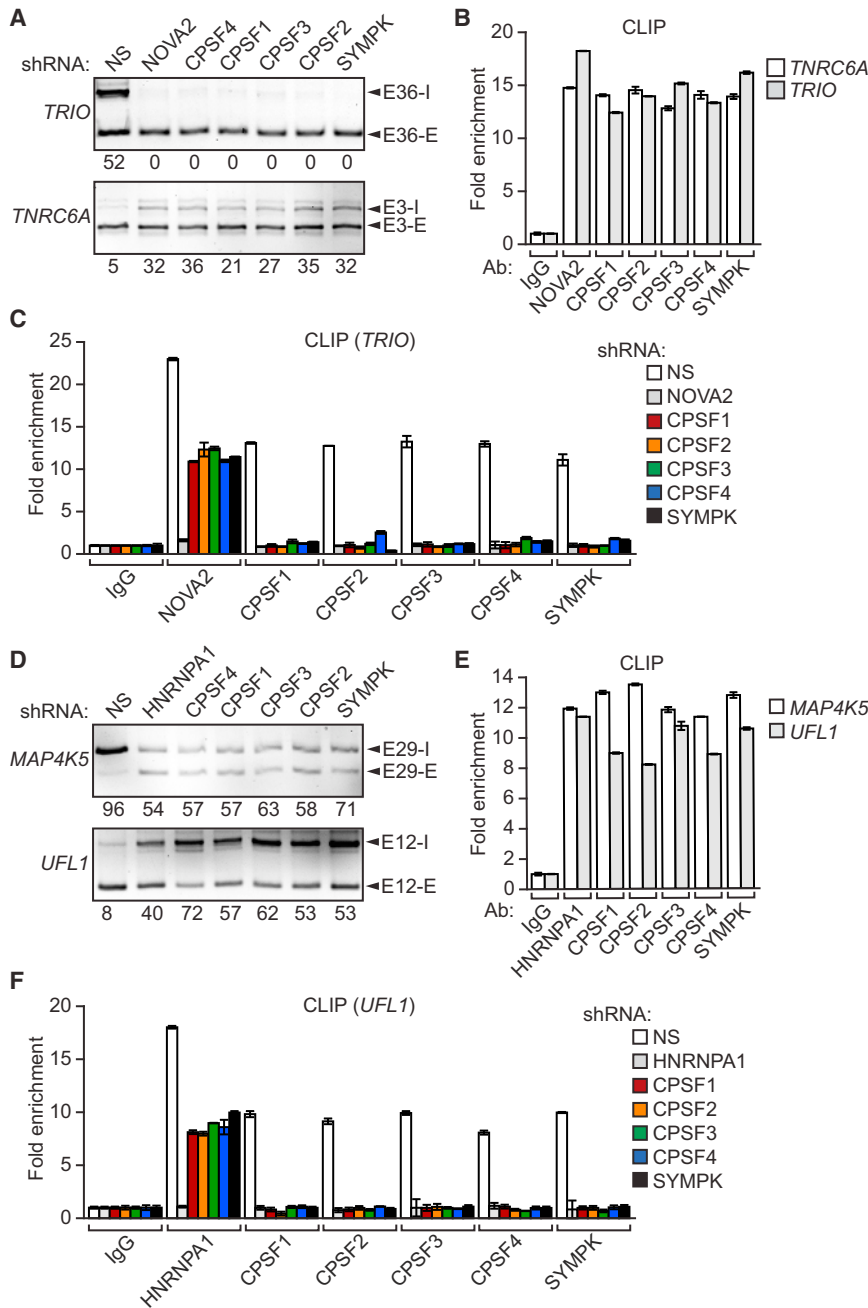 A
shRNA: NS NOVA2 CPSF4 CPSF1 CPSF3 CPSF2 SYMPK
TRIO
E36-I
E36-E
52 0 0 0 0 0 0
TNRC6A
E3-I
E3-E
5 32 36 21 27 35 32
B
CLIP
TNRC6A
TRIO
Fold enrichment
20
15
10
5
0
Ab: IgG NOVA2 CPSF1 CPSF2 CPSF3 CPSF4 SYMPK
C
CLIP (TRIO)
Fold enrichment
25
20
15
10
5
0
IgG NOVA2 CPSF1 CPSF2 CPSF3 CPSF4 SYMPK
shRNA:
NS
NOVA2
CPSF1
CPSF2
CPSF3
CPSF4
SYMPK
D
shRNA: NS HNRNPA1 CPSF4 CPSF1 CPSF3 CPSF2 SYMPK
MAP4K5
E29-I
E29-E
96 54 57 57 63 58 71
UFL1
E12-I
E12-E
8 40 72 57 62 53 53
E
CLIP
MAP4K5
UFL1
Fold enrichment
14
12
10
8
6
4
2
0
Ab: IgG HNRNPA1 CPSF1 CPSF2 CPSF3 CPSF4 SYMPK
F
CLIP (UFL1)
Fold enrichment
20
15
10
5
0
IgG HNRNPA1 CPSF1 CPSF2 CPSF3 CPSF4 SYMPK
shRNA:
NS
HNRNPA1
CPSF1
CPSF2
CPSF3
CPSF4
SYMPK